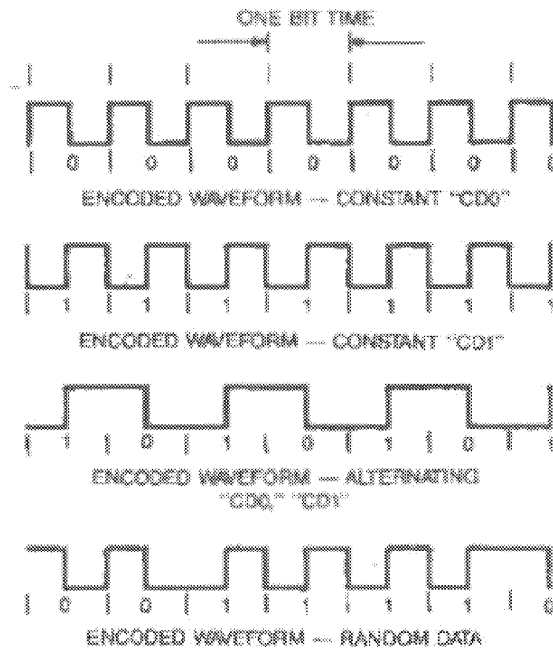 ONE BIT TIME
| 0 | 0 | 0 | 0 | 0 | 0 | 0
ENCODED WAVEFORM — CONSTANT "CD0"
| 1 | 1 | 1 | 1 | 1 | 1 | 1
ENCODED WAVEFORM — CONSTANT "CD1"
| 1 | 0 | 1 | 0 | 1 | 0 | 1
ENCODED WAVEFORM — ALTERNATING
"CD0," "CD1"
| 0 | 0 | 1 | 1 | 1 | 1 | 0
ENCODED WAVEFORM — RANDOM DATA